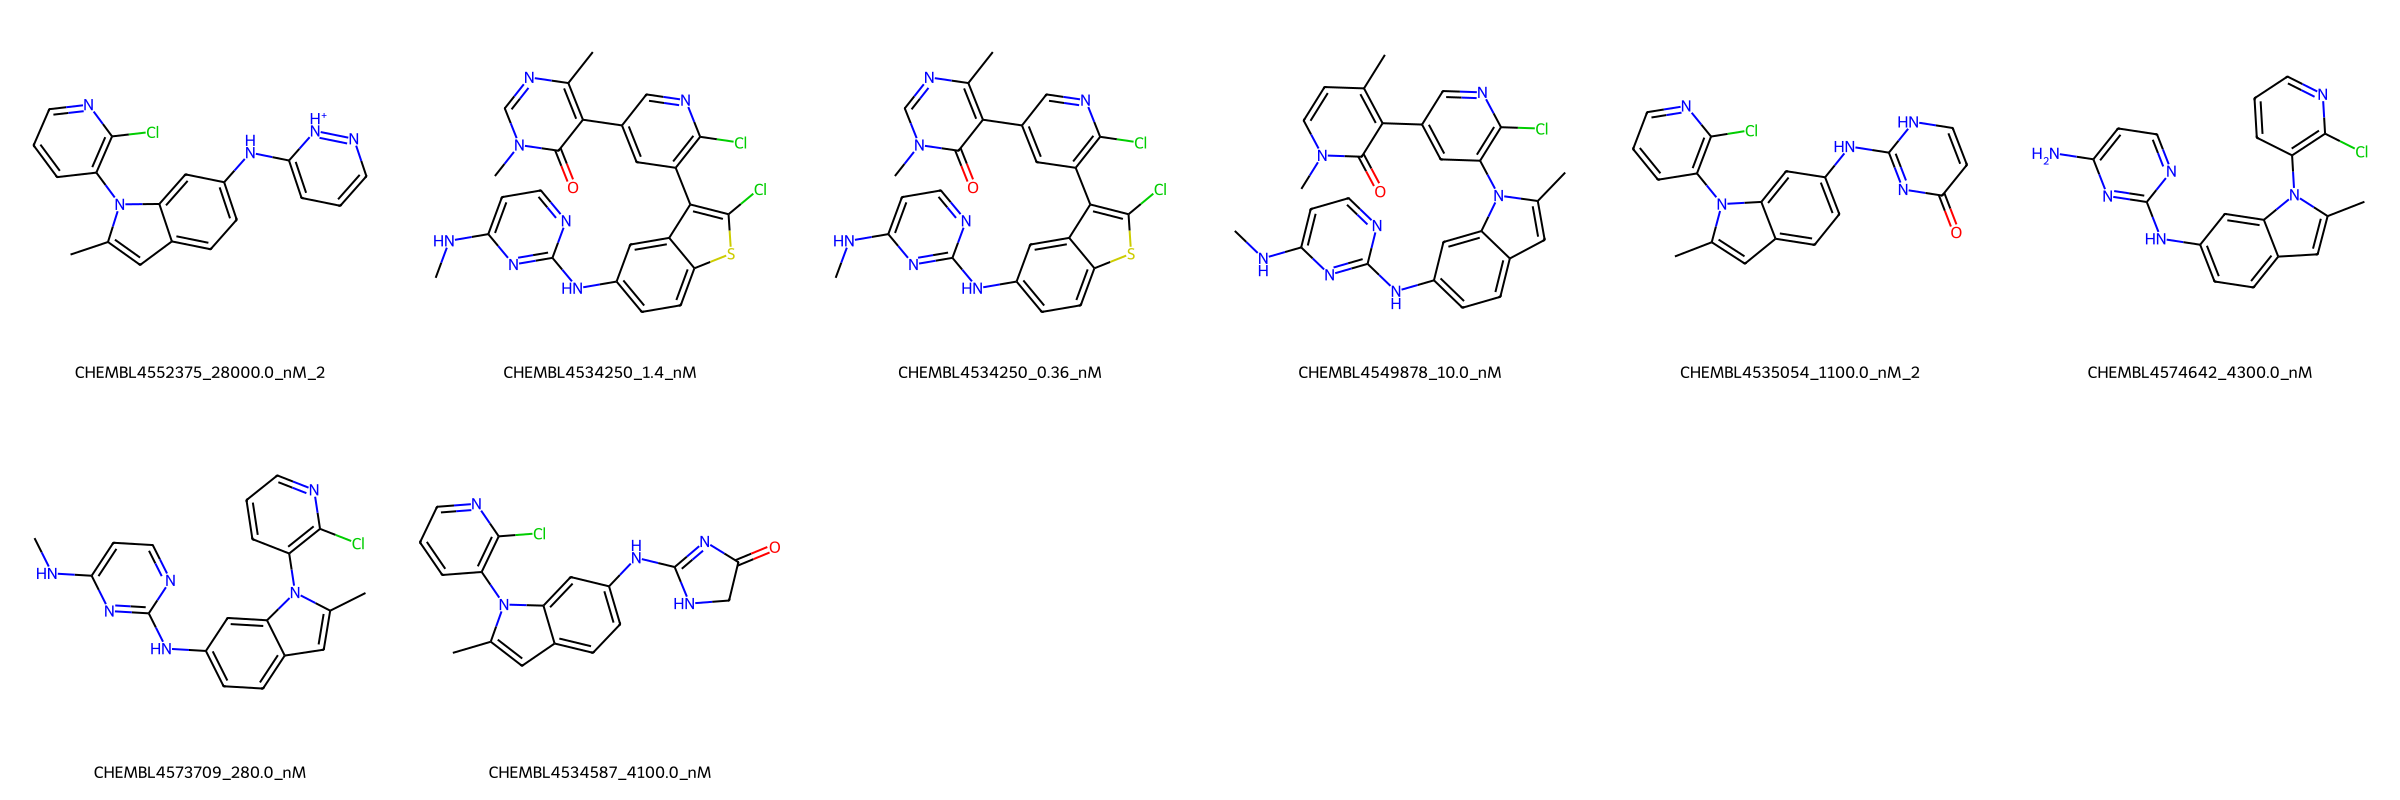 CHEMBL4552375_28000.0_nM_2
CHEMBL4534250_1.4_nM
CHEMBL4534250_0.36_nM
CHEMBL4549878_10.0_nM
CHEMBL4535054_1100.0_nM_2
CHEMBL4574642_4300.0_nM
CHEMBL4573709_280.0_nM
CHEMBL4534587_4100.0_nM